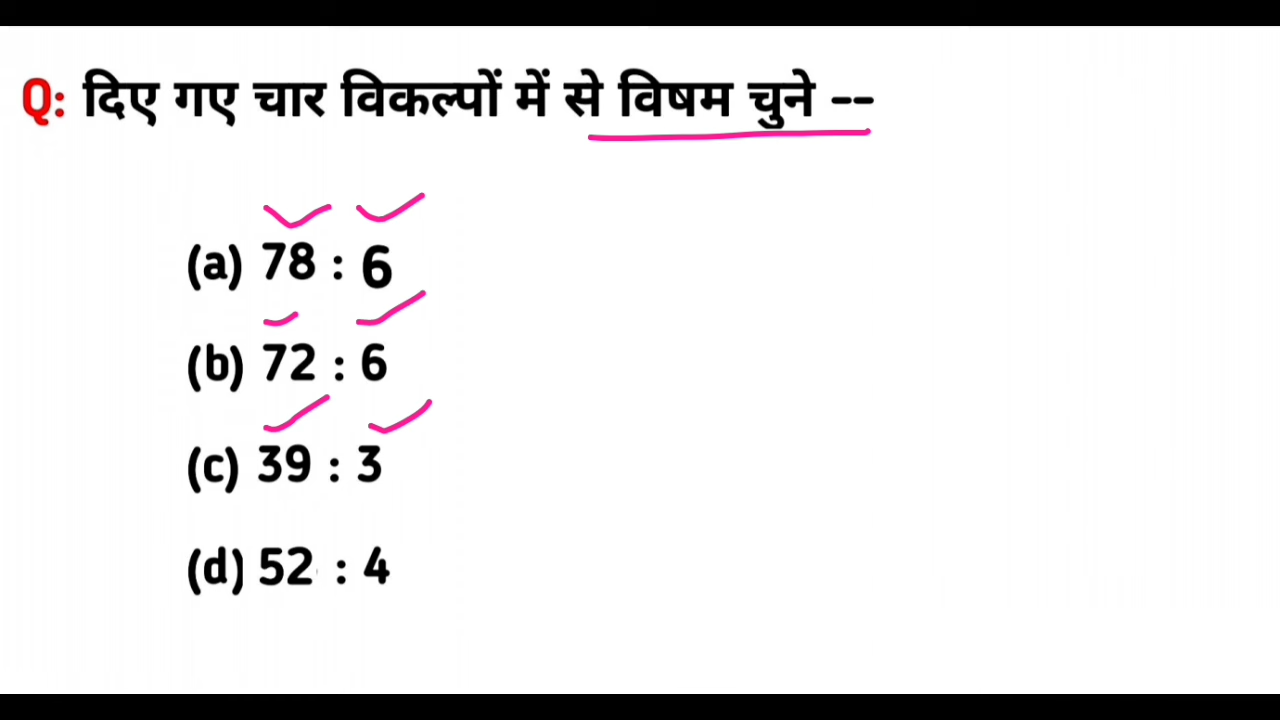 Q: दिए गए चार विकल्पों में से विषम चुने --
(a) 78 : 6
(b) 72 : 6
(c) 39 : 3
(d) 52 : 4